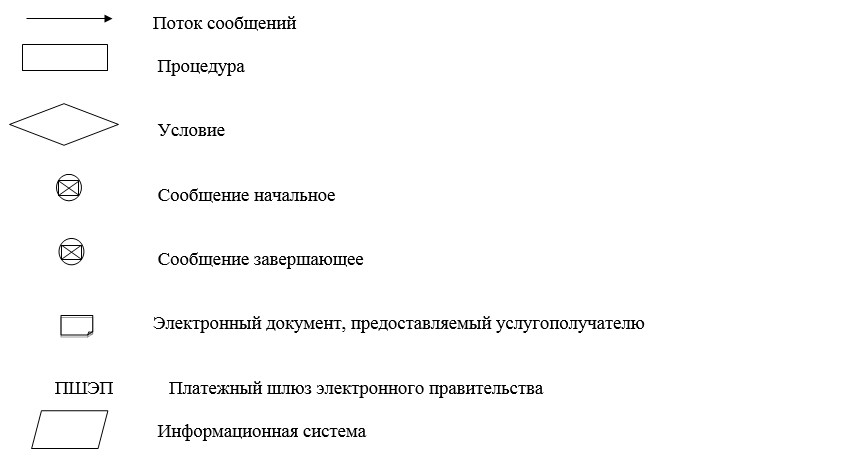 Поток сообщений
Процедура
Условие
Сообщение начальное
Сообщение завершающее
Электронный документ, предоставляемый услугополучателю
ПШЭП Платежный шлюз электронного правительства
Информационная система